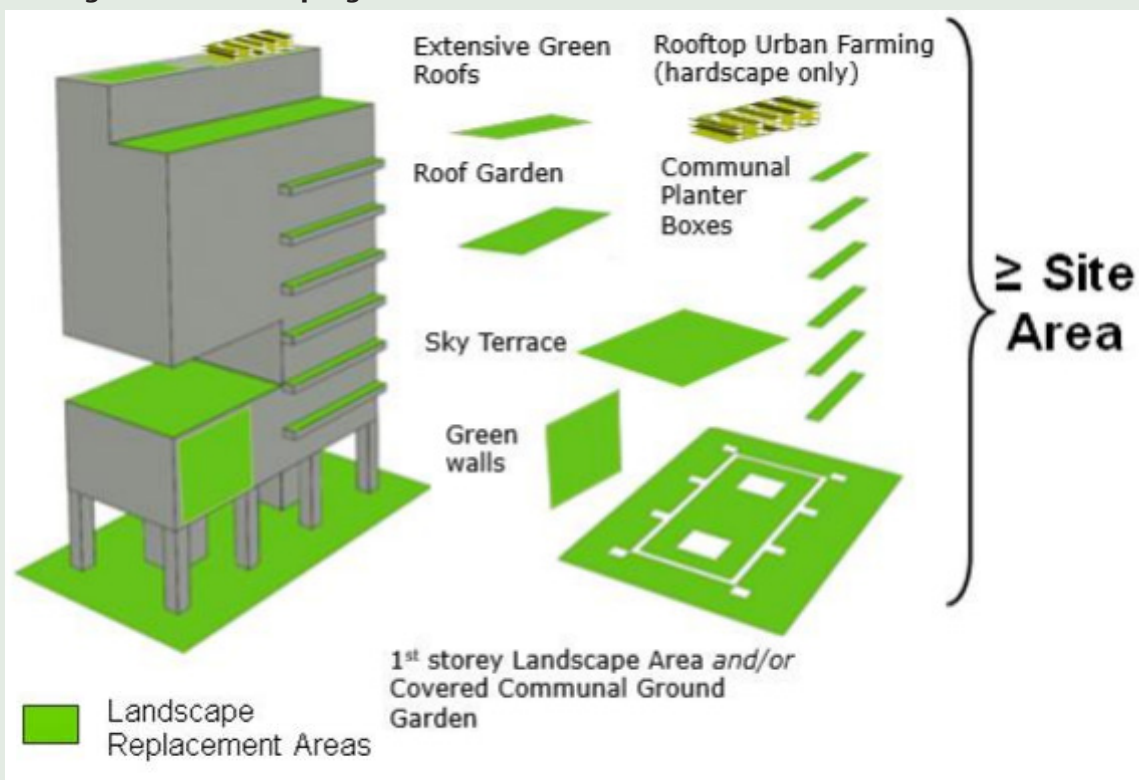 Extensive Green
Roofs
Rooftop Urban Farming
(hardscape only)
Roof Garden
Communal
Planter
Boxes
Sky Terrace
Green
walls
≥ Site
Area
1st storey Landscape Area and/or
Covered Communal Ground
Garden
Landscape
Replacement Areas